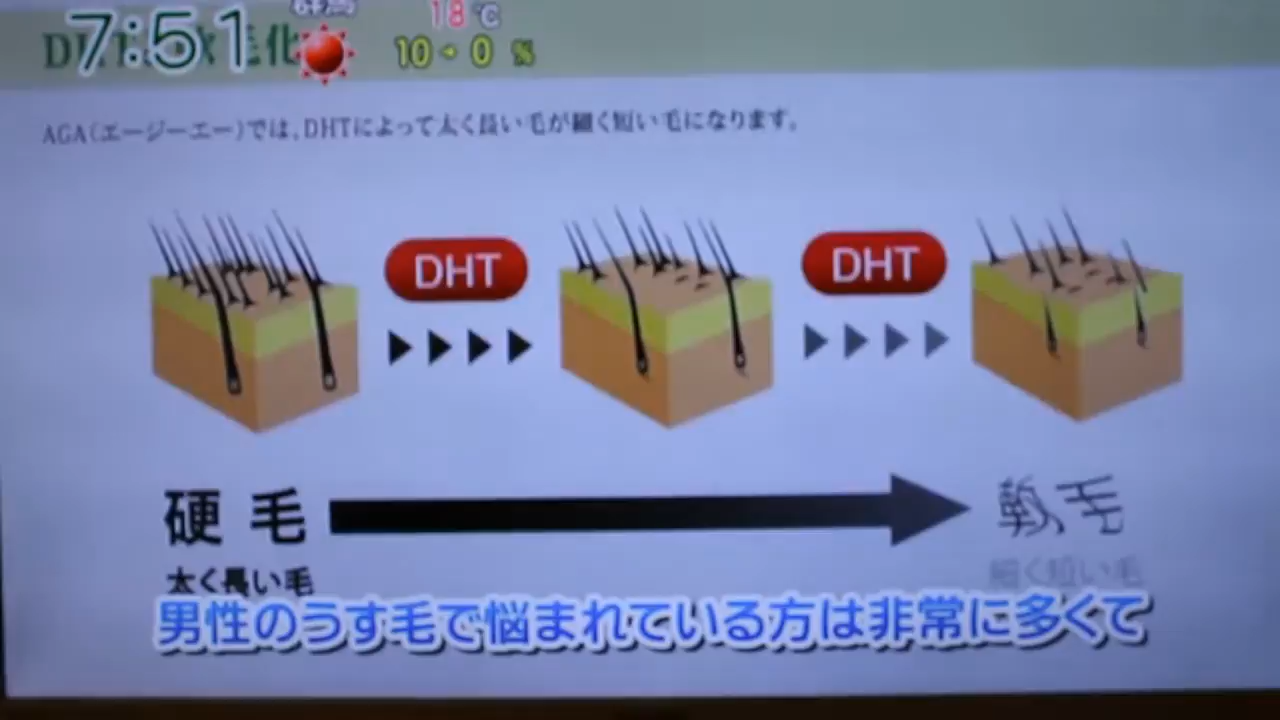 7:51
群馬
18℃
10 - 0 %
AGA(エージーエー)では、DHTによって太く長い毛が細く短い毛になります。
DHT
DHT
硬毛
軟毛
太く長い毛
細く短い毛
男性のうす毛で悩まれている方は非常に多くて